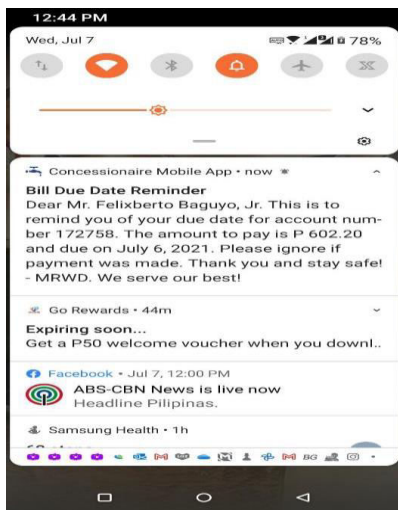 12:44 PM
Wed, Jul 7
78%
Concessionaire Mobile App • now
Bill Due Date Reminder
Dear Mr. Felixberto Baguyo, Jr. This is to
remind you of your due date for account num-
ber 172758. The amount to pay is P 602.20
and due on July 6, 2021. Please ignore if
payment was made. Thank you and stay safe!
- MRWD. We serve our best!
Go Rewards • 44m
Expiring soon...
Get a P50 welcome voucher when you downl..
Facebook • Jul 7, 12:00 PM
ABS-CBN News is live now
Headline Pilipinas.
Samsung Health • 1h
BG